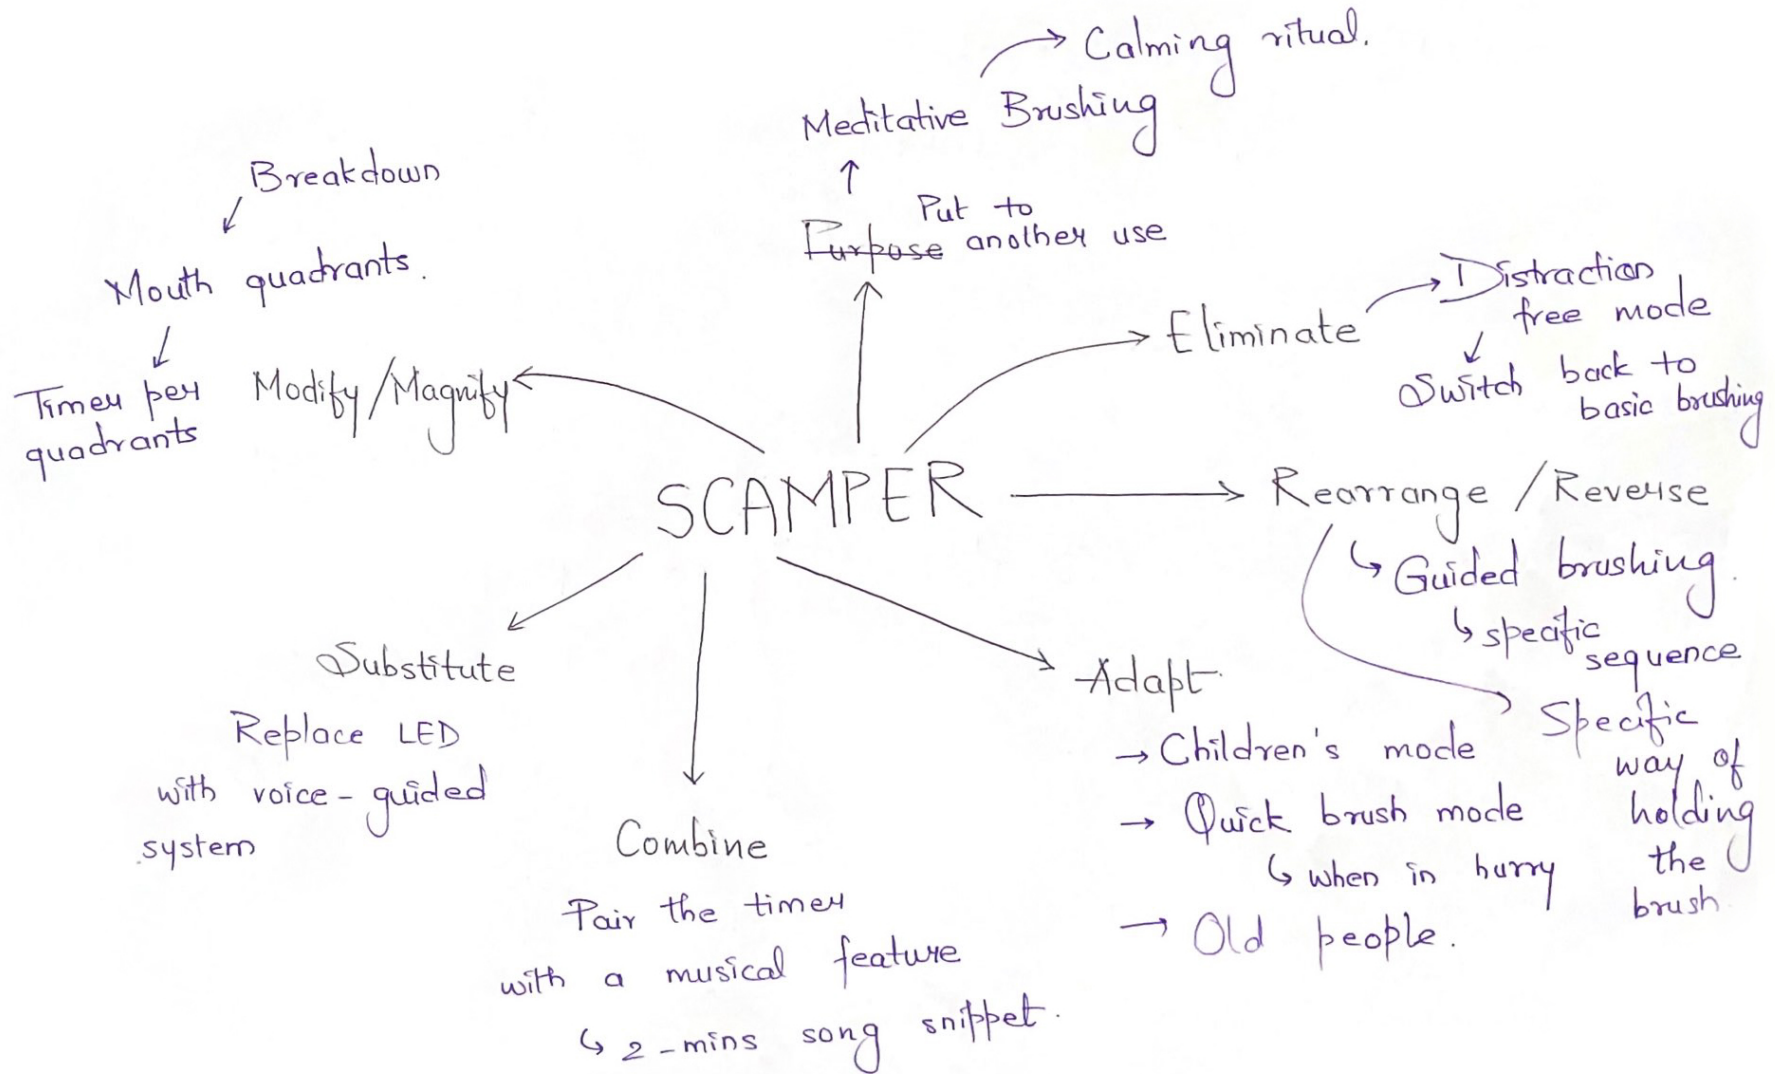 Calming ritual.
Meditative Brushing
Put to
Purpose another use
Breakdown
Mouth quadrants.
Timer per
quadrants
Modify/Magnify
Eliminate
Distraction
free mode
Switch back to
basic brushing
SCAMPER
Rearrange / Reverse
Guided brushing.
specific
sequence
Specific
way of
holding
the
brush.
Substitute
Replace LED
with voice-guided
system
Combine
Pair the timer
with a musical feature
2-mins song snippet.
Adapt
Children's mode
Quick brush mode
when in hurry
Old people.